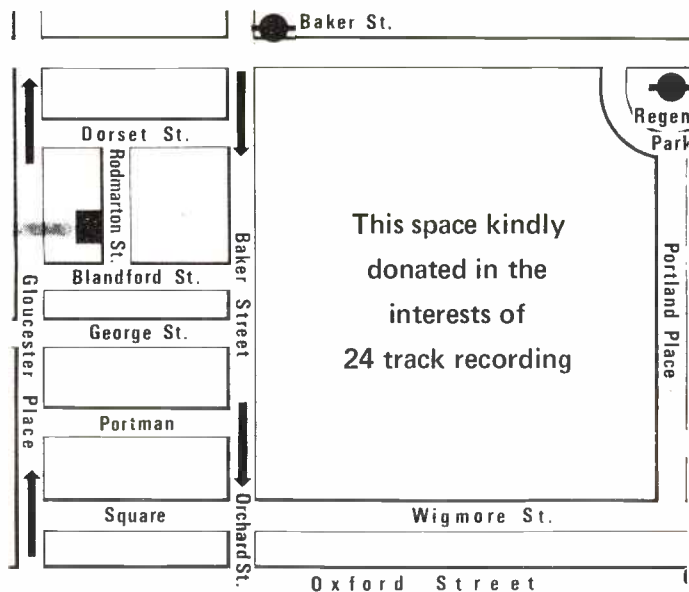 Baker St.
Regen
Park
Dorset St.
Rodmarton St.
This space kindly
donated in the
interests of
24 track recording
Baker Street
Portland Place
Blandford St.
Gloucester Place
George St.
Portman
Square
Orchard St.
Wigmore St.
Oxford Street